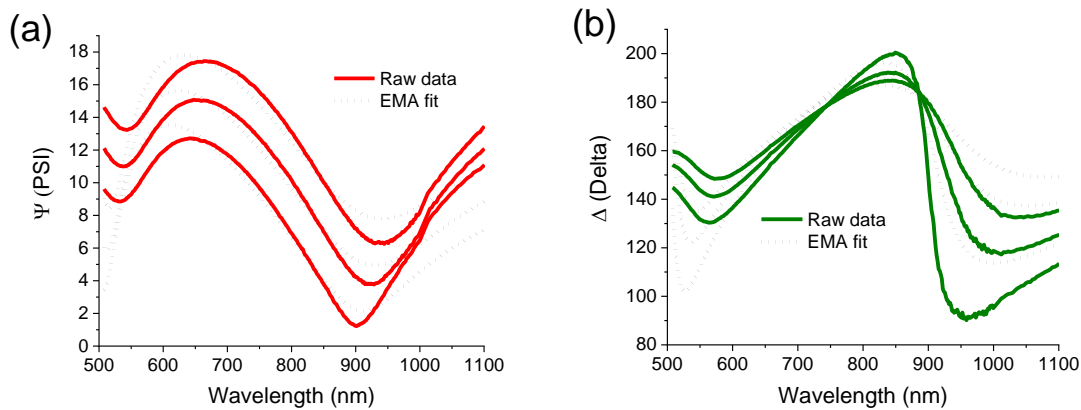 (a)
Ψ (PSI)
18
16
14
12
10
8
6
4
2
0
Raw data
EMA fit
500 600 700 800 900 1000 1100
Wavelength (nm)
(b)
Δ (Delta)
200
180
160
140
120
100
80
Raw data
EMA fit
500 600 700 800 900 1000 1100
Wavelength (nm)